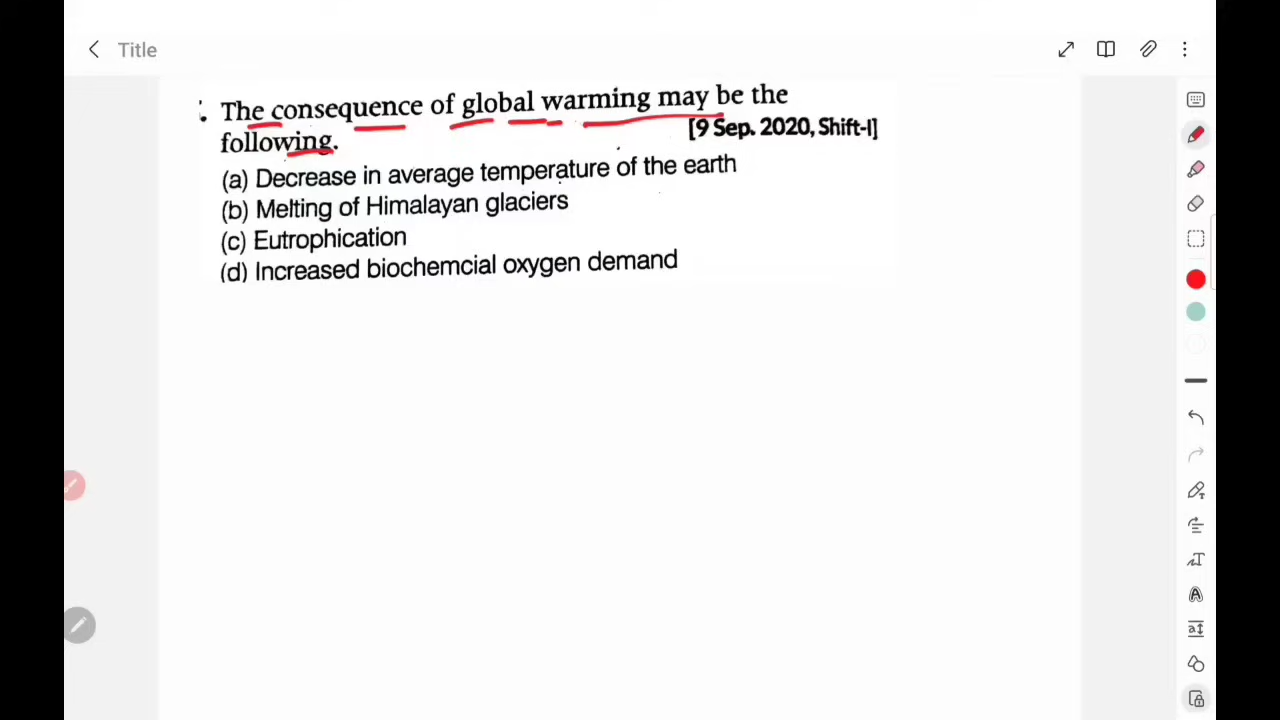 Title
The consequence of global warming may be the
following. [9 Sep. 2020, Shift-I]
(a) Decrease in average temperature of the earth
(b) Melting of Himalayan glaciers
(c) Eutrophication
(d) Increased biochemcial oxygen demand